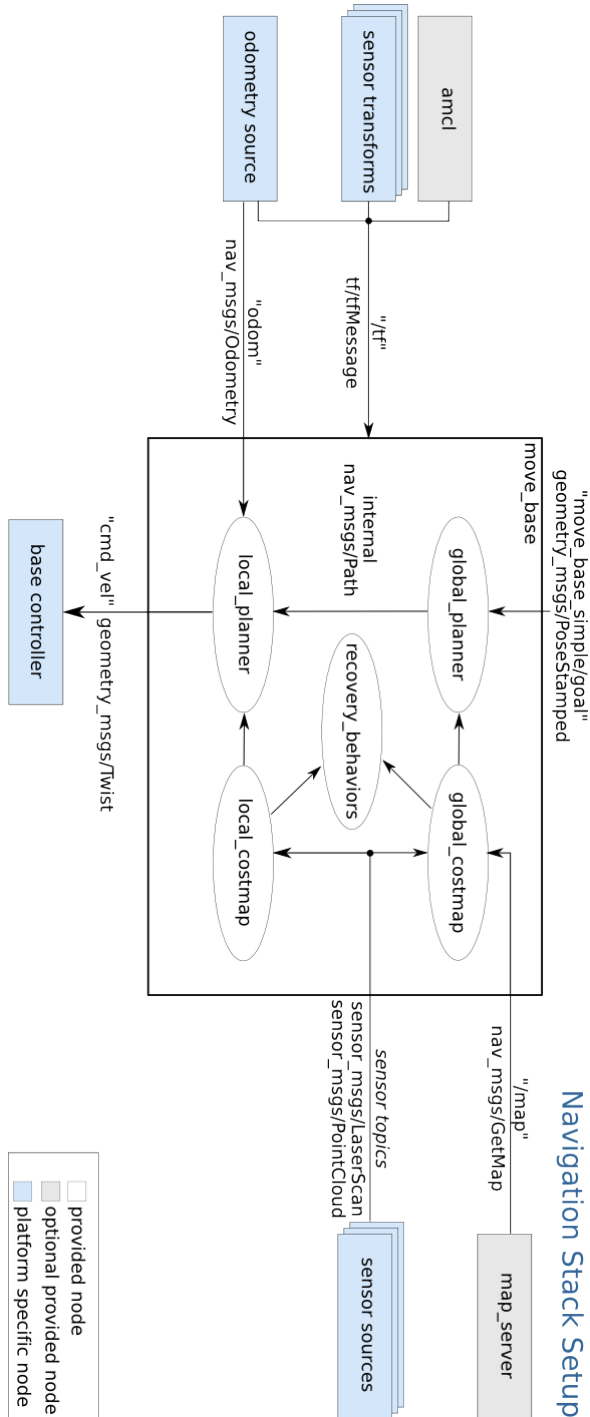 Navigation Stack Setup
"move_base_simple/goal"
geometry_msgs/PoseStamped
move_base
amcl
sensor transforms
odometry source
"/tf"
tf/tfMessage
"odom"
nav_msgs/Odometry
global_planner
internal
nav_msgs/Path
local_planner
recovery_behaviors
global_costmap
local_costmap
"/map"
nav_msgs/GetMap
map_server
sensor topics
sensor_msgs/LaserScan
sensor_msgs/PointCloud
sensor sources
"cmd_vel" geometry_msgs/Twist
base controller
provided node
optional provided node
platform specific node